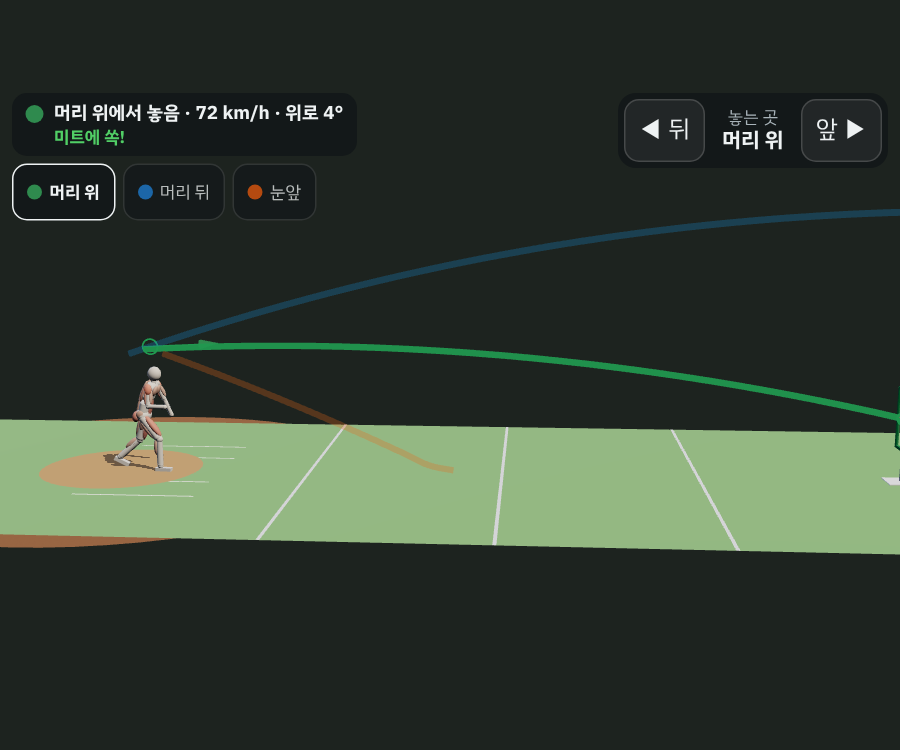 머리 위에서 놓음 · 72 km/h · 위로 4°
미트에 쏙!
◀ 뒤
놓는 곳
머리 위
앞 ▶
머리 위
머리 뒤
눈앞